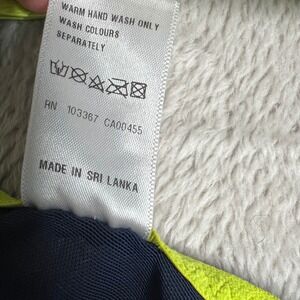 WARM HAND WASH ONLY
WASH COLOURS
SEPARATELY
RN 103367 CA00455
MADE IN SRI LANKA